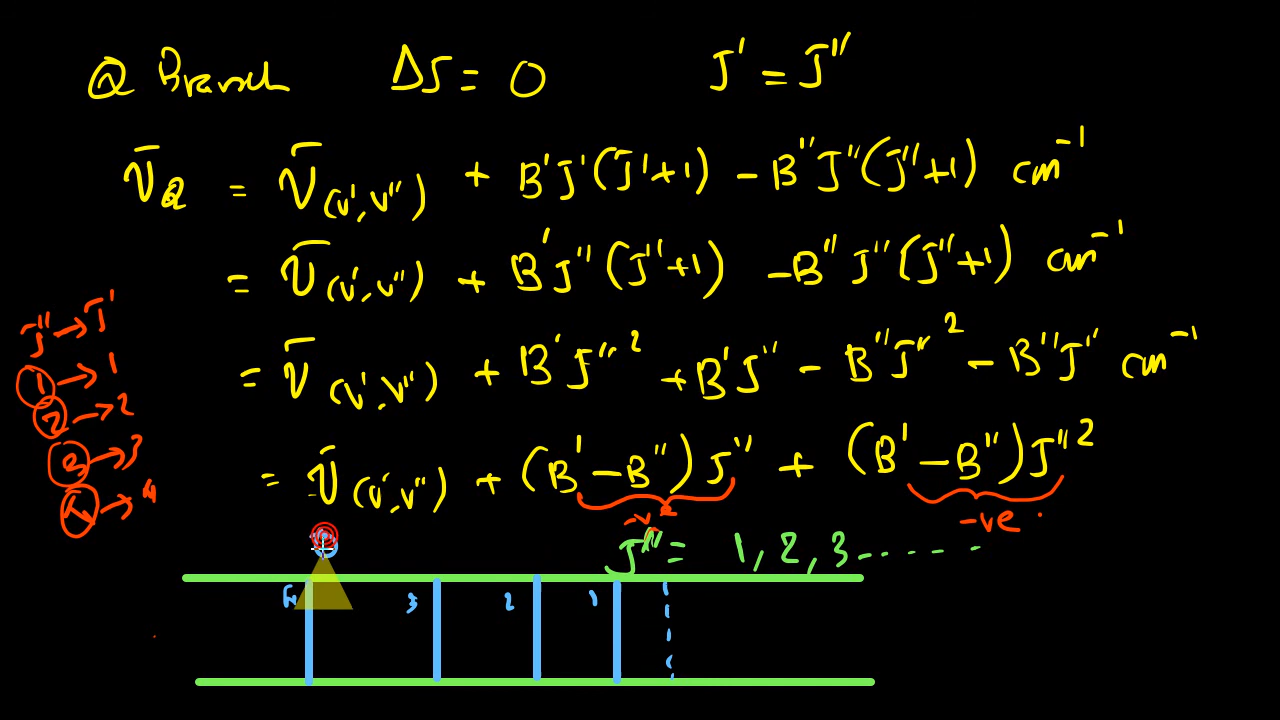 Q Branch ΔJ = 0 J' = J''
ν̄_Q = ν̄_(v',v'') + B'J'(J'+1) - B''J''(J''+1) cm⁻¹
= ν̄_(v',v'') + B'J''(J''+1) - B''J''(J''+1) cm⁻¹
J'' → J'
= ν̄_(v',v'') + B'J''² + B'J'' - B''J''² - B''J'' cm⁻¹
1 → 1
2 → 2
3 → 3
4 → 4
= ν̄_(v',v'') + (B' - B'')J'' + (B' - B'')J''²
-ve -ve
J'' = 1, 2, 3 ------
4 3 2 1